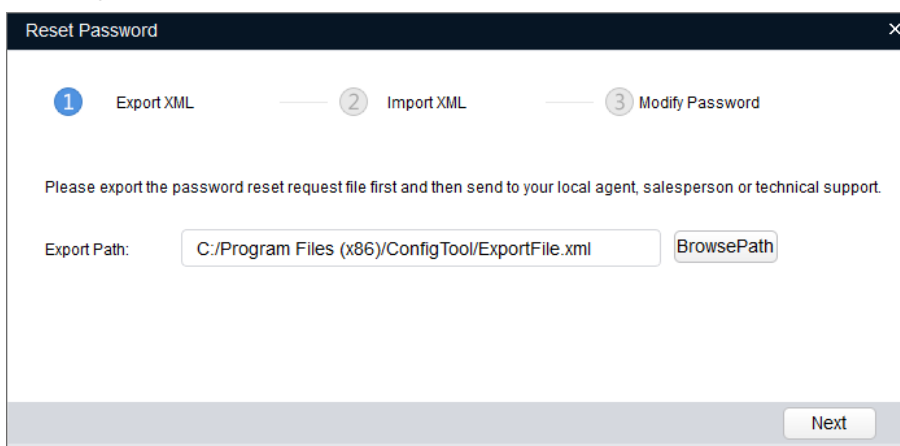 Reset Password
1 Export XML 2 Import XML 3 Modify Password
Please export the password reset request file first and then send to your local agent, salesperson or technical support.
Export Path: C:/Program Files (x86)/ConfigTool/ExportFile.xml BrowsePath
Next